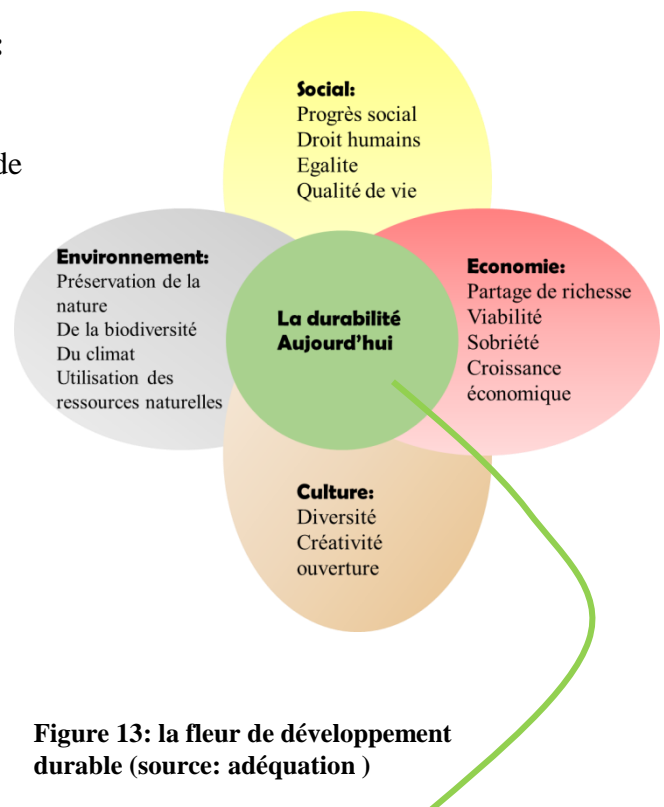 :
de
Social:
Progrès social
Droit humains
Egalite
Qualité de vie
Environnement:
Préservation de la
nature
De la biodiversité
Du climat
Utilisation des
ressources naturelles
La durabilité
Aujourd’hui
Economie:
Partage de richesse
Viabilité
Sobriété
Croissance
économique
Culture:
Diversité
Créativité
ouverture
Figure 13: la fleur de développement
durable (source: adéquation )